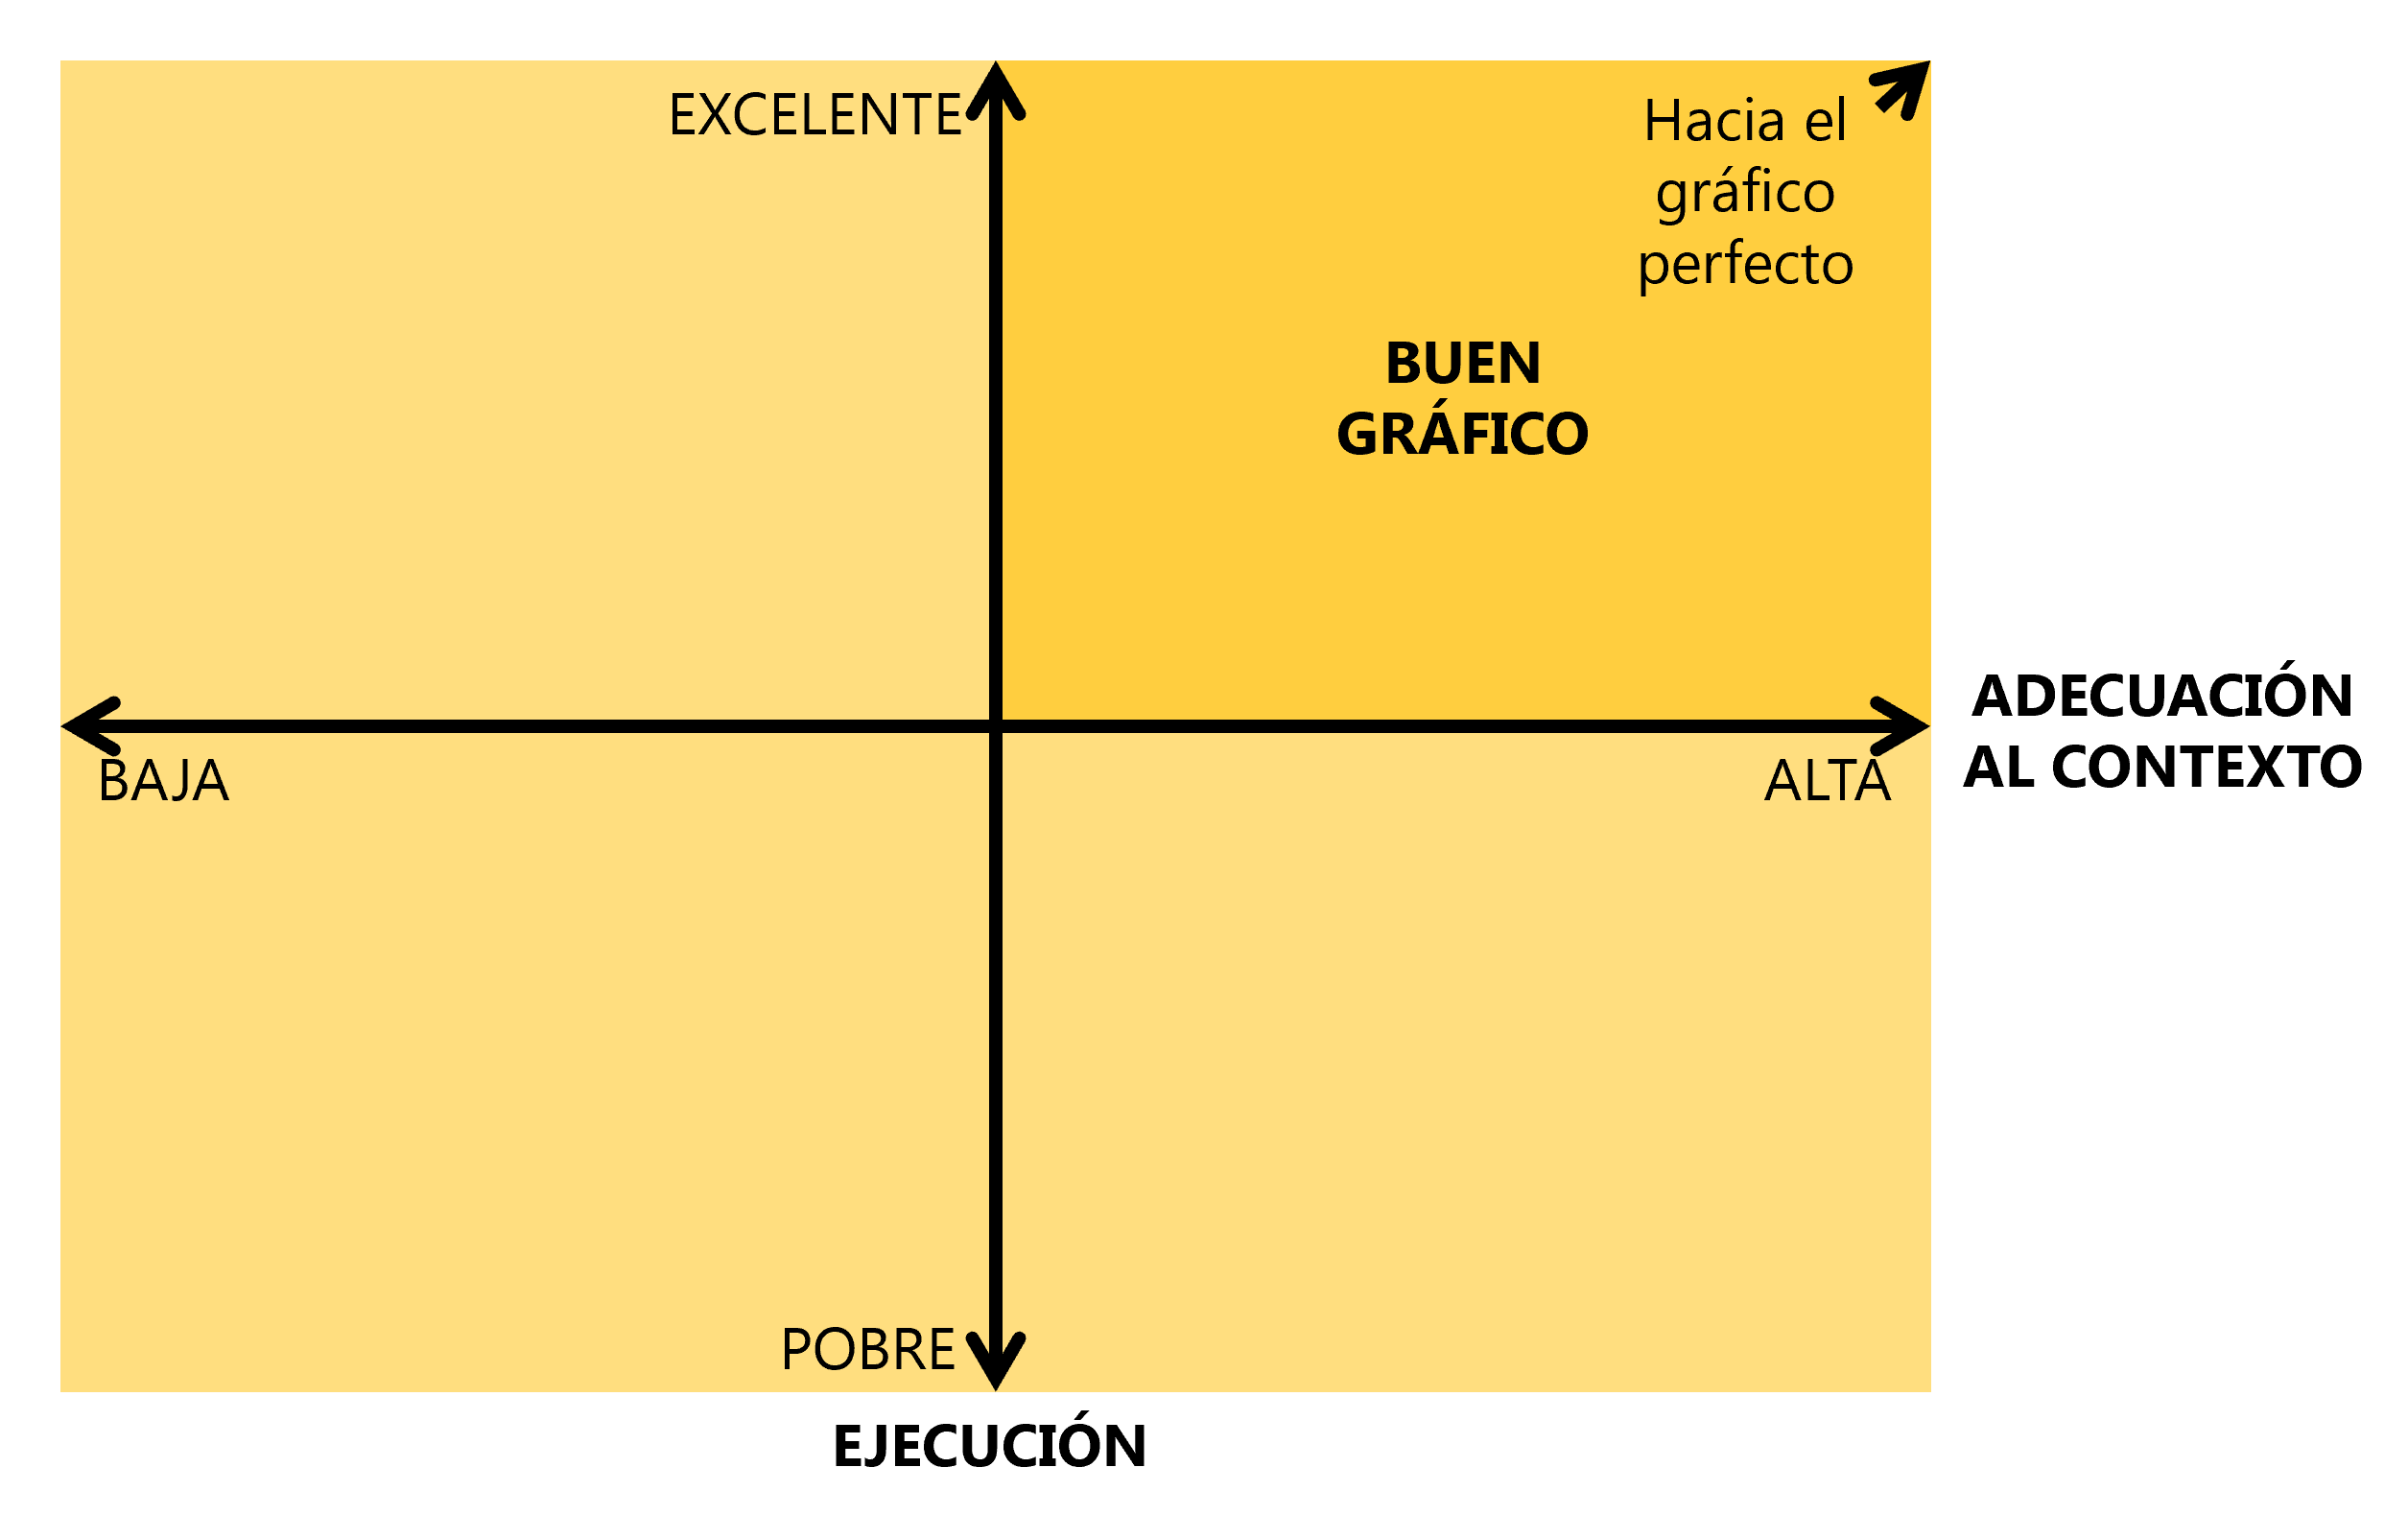 EXCELENTE
Hacia el
gráfico
perfecto
BUEN
GRÁFICO
BAJA
ALTA
ADECUACIÓN
AL CONTEXTO
POBRE
EJECUCIÓN